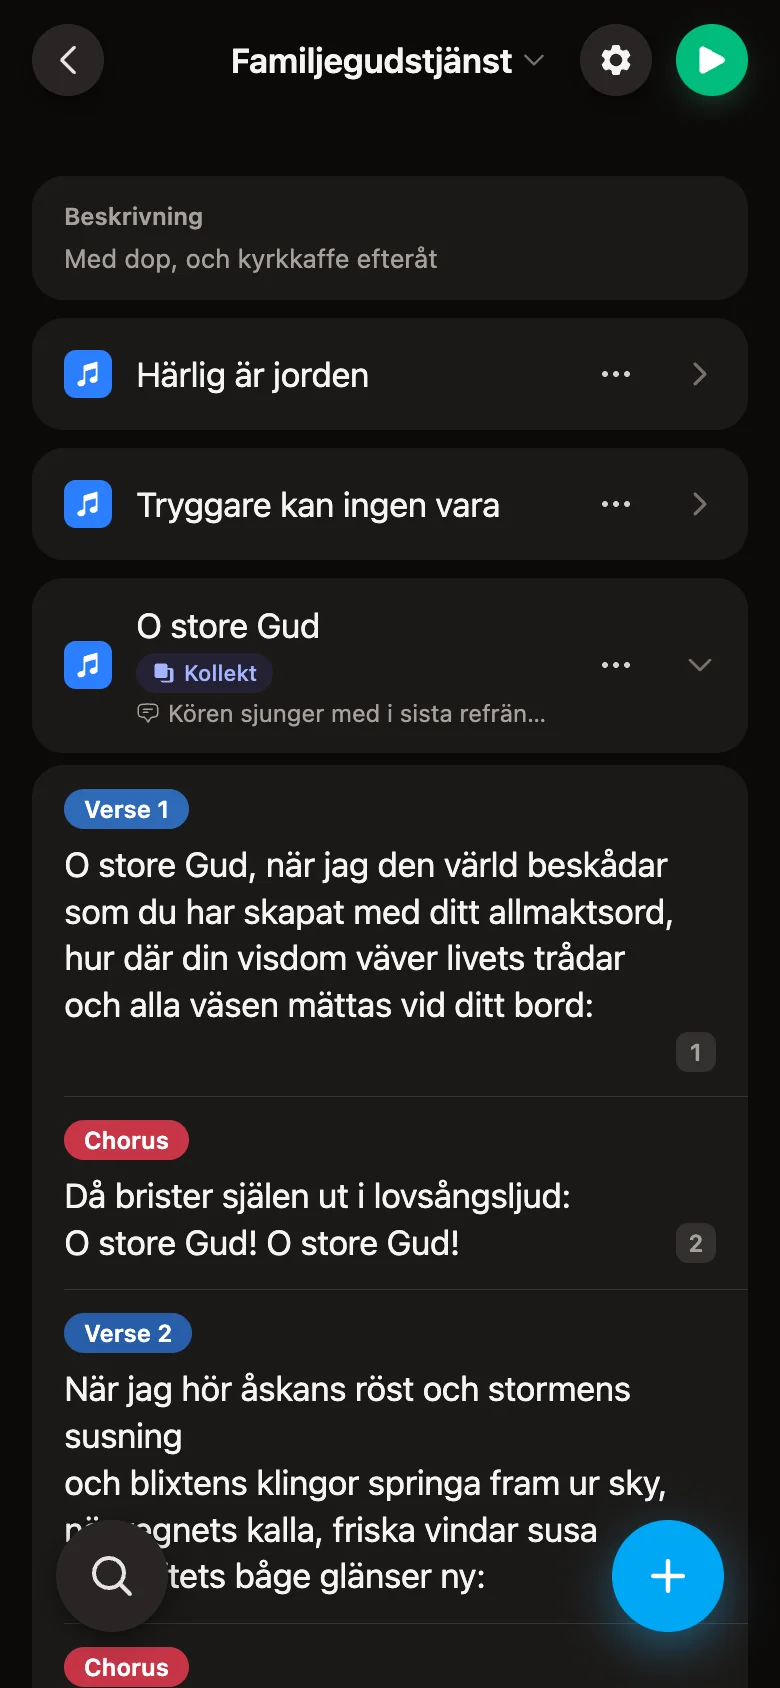 Familjegudstjänst
Beskrivning
Med dop, och kyrkkaffe efteråt
Härlig är jorden
Tryggare kan ingen vara
O store Gud
Kollekt
Kören sjunger med i sista refrän...
Verse 1
O store Gud, när jag den värld beskådar
som du har skapat med ditt allmaktsord,
hur där din visdom väver livets trådar
och alla väsen mättas vid ditt bord:
1
Chorus
Då brister själen ut i lovsångsljud:
O store Gud! O store Gud!
2
Verse 2
När jag hör åskans röst och stormens
susning
och blixtens klingor springa fram ur sky,
kalla, friska vindar susa
båge glänser ny:
Chorus